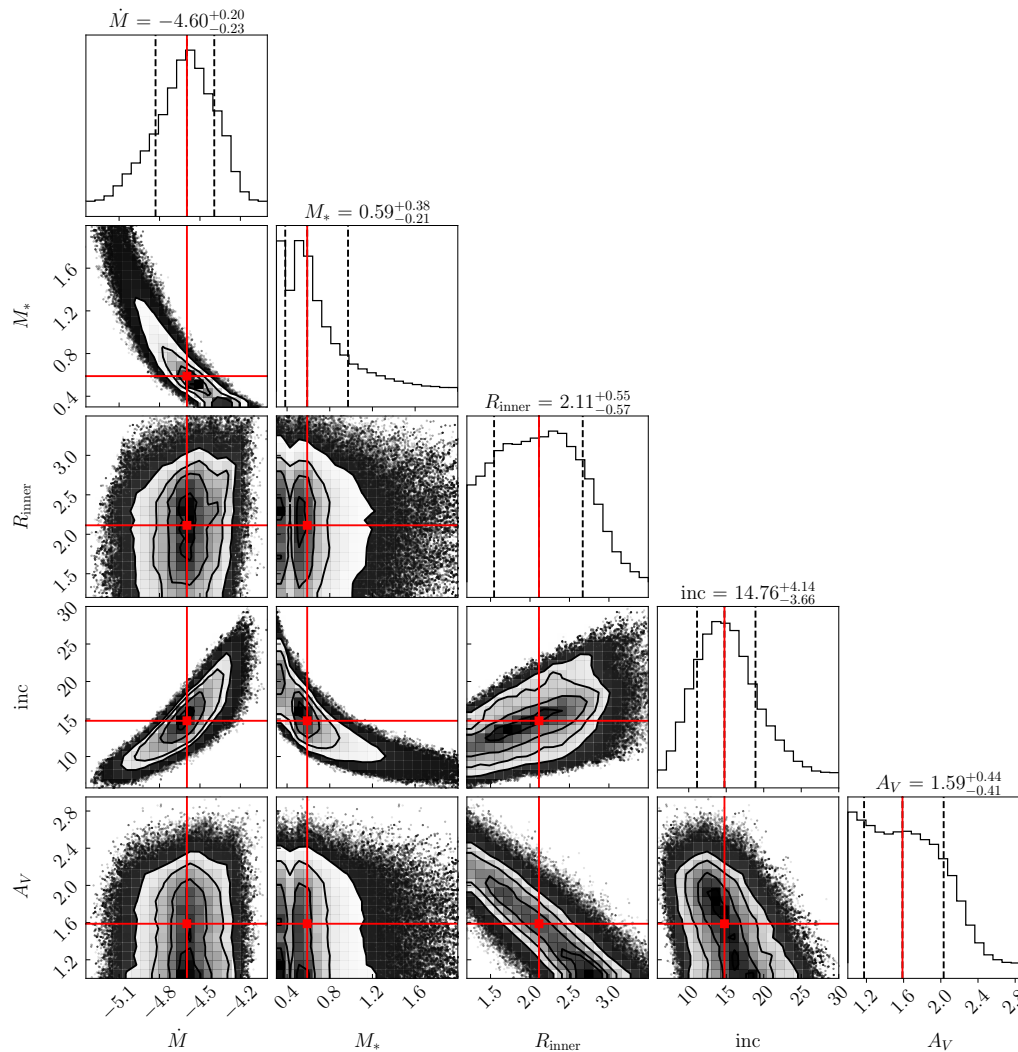 Ṁ = −4.60+0.20−0.23
M* = 0.59+0.38−0.21
1.6
1.2
0.8
0.4
M*
R_inner = 2.11+0.55−0.57
3.0
2.5
2.0
1.5
R_inner
inc = 14.76+4.14−3.66
30
25
20
15
10
inc
A_V = 1.59+0.44−0.41
2.8
2.4
2.0
1.6
1.2
A_V
−5.1 −4.8 −4.5 −4.2 0.4 0.8 1.2 1.6 1.5 2.0 2.5 3.0 10 15 20 25 30 1.2 1.6 2.0 2.4 2.8
Ṁ M* R_inner inc A_V